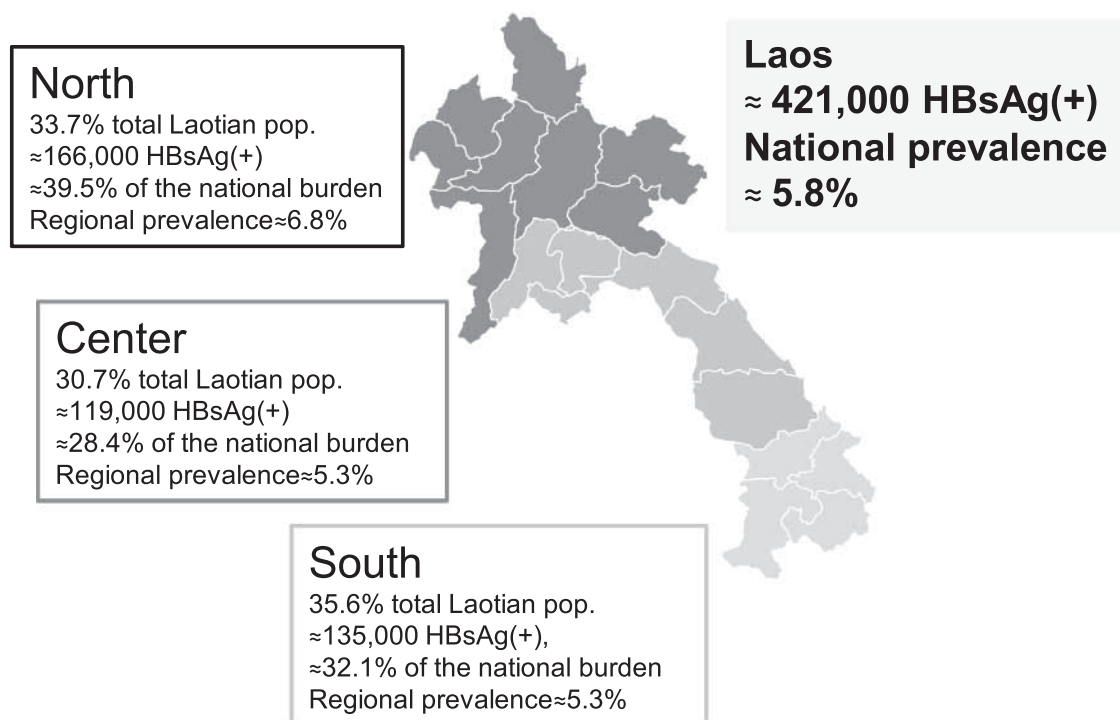 North
33.7% total Laotian pop.
≈166,000 HBsAg(+)
≈39.5% of the national burden
Regional prevalence≈6.8%
Laos
≈ 421,000 HBsAg(+)
National prevalence
≈ 5.8%
Center
30.7% total Laotian pop.
≈119,000 HBsAg(+)
≈28.4% of the national burden
Regional prevalence≈5.3%
South
35.6% total Laotian pop.
≈135,000 HBsAg(+),
≈32.1% of the national burden
Regional prevalence≈5.3%